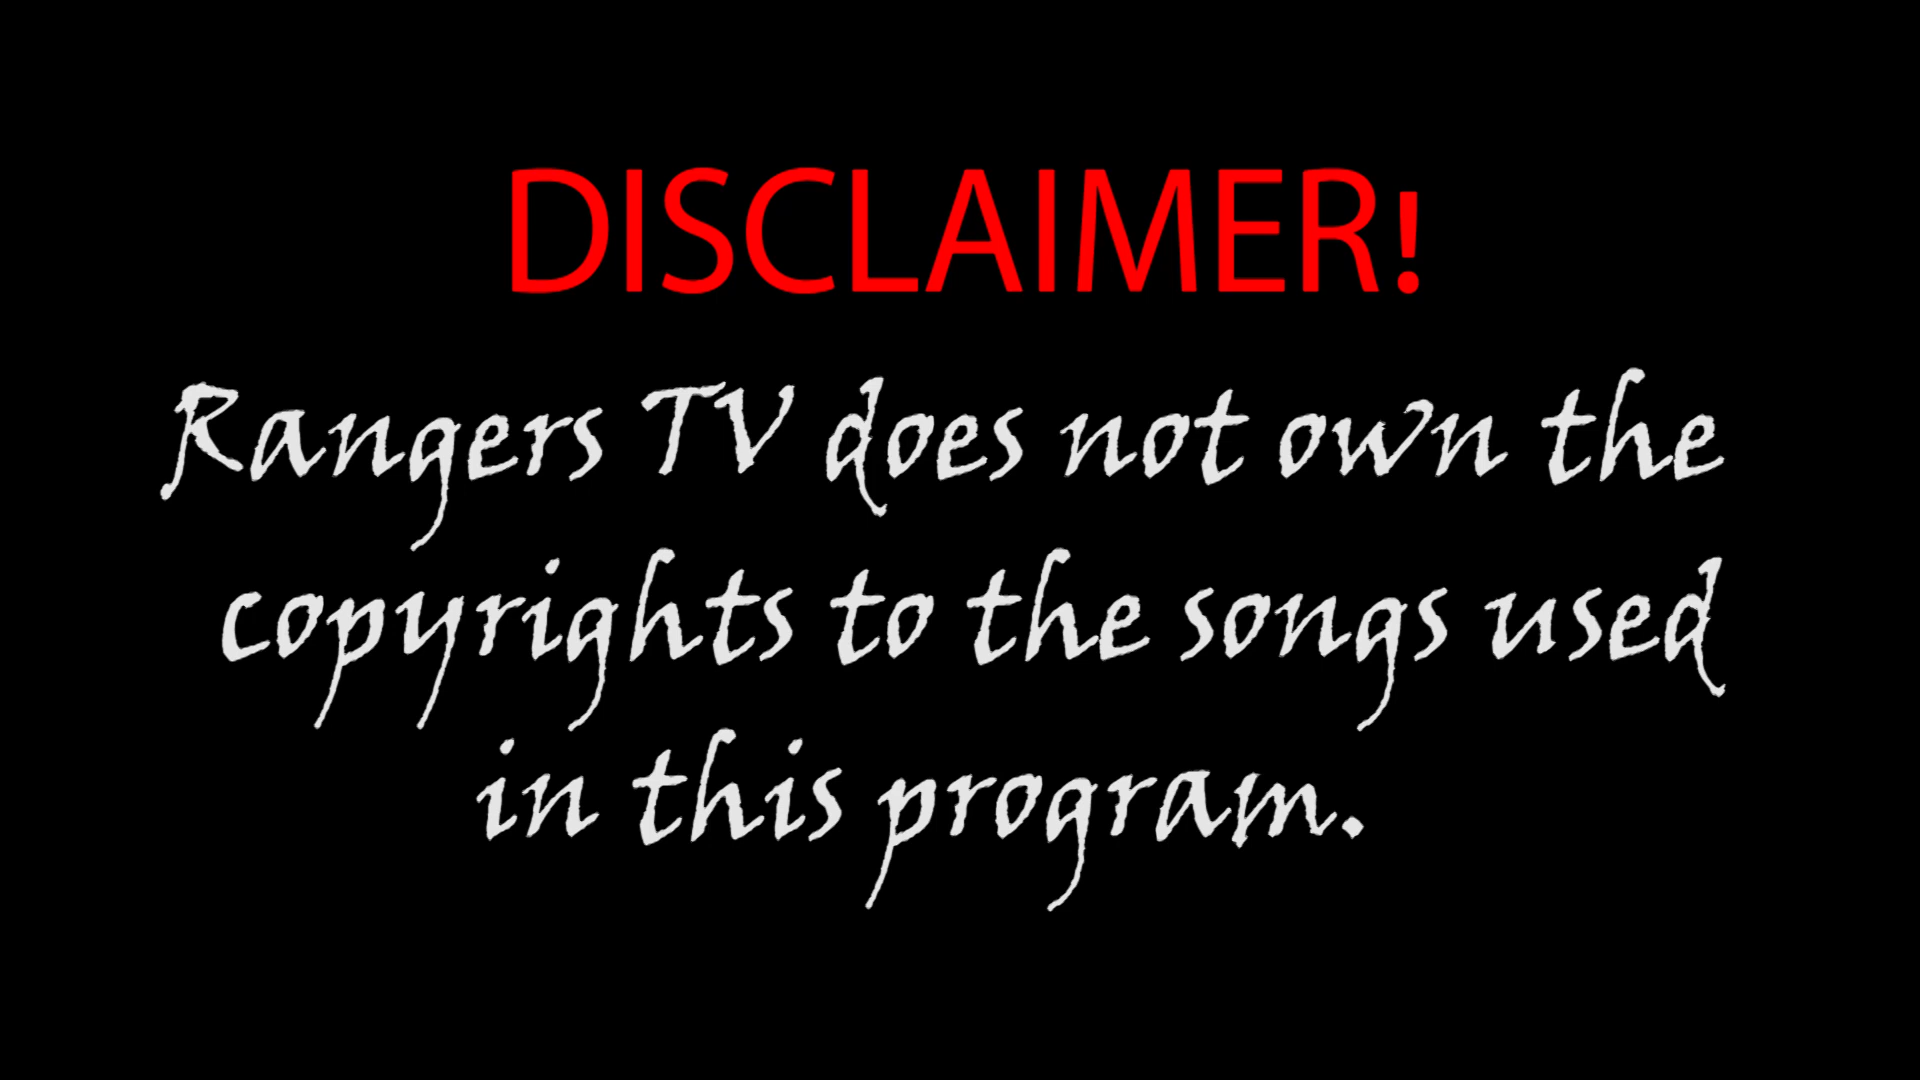 DISCLAIMER!
Rangers TV does not own the
copyrights to the songs used
in this program.